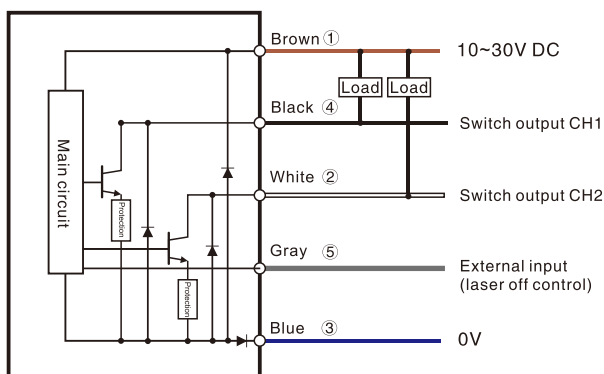 Brown ①
10~30V DC
Load
Load
Black ④
Switch output CH1
Main circuit
Protection
White ②
Switch output CH2
Gray ⑤
External input
(laser off control)
Protection
Blue ③
0V